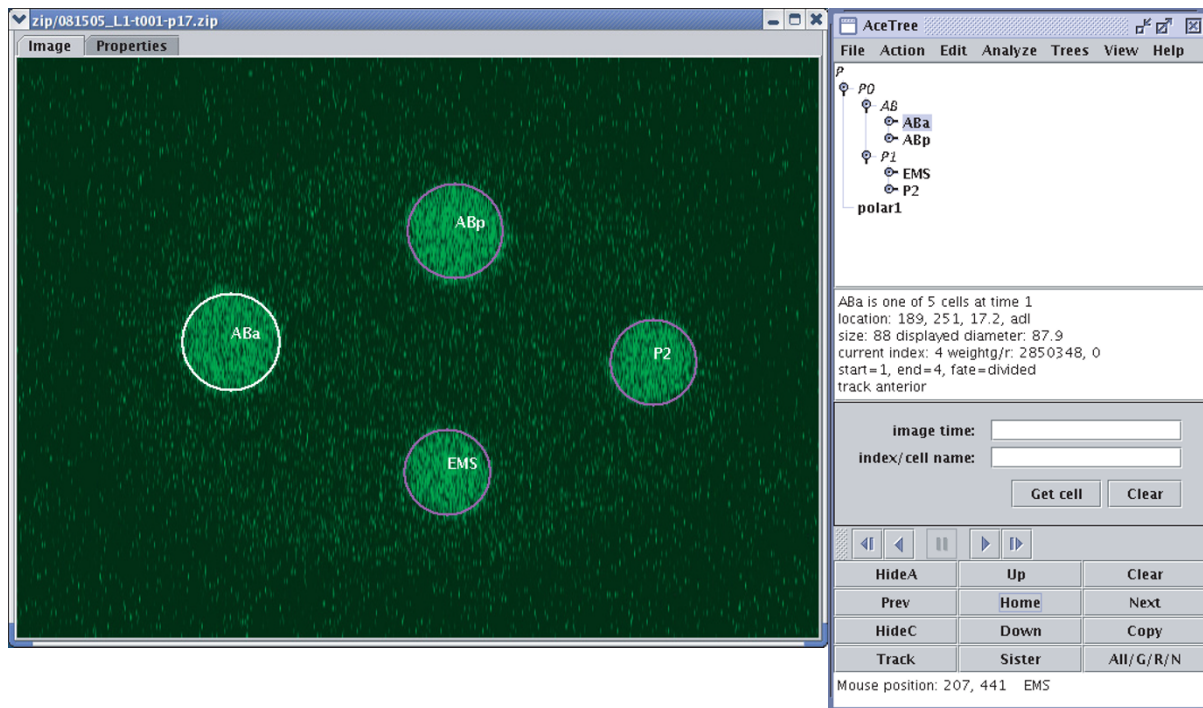 zip/081505_L1-t001-p17.zip
Image Properties
ABp
ABa
P2
EMS
AceTree
File Action Edit Analyze Trees View Help
P
P0
AB
ABa
ABp
P1
EMS
P2
polar1
ABa is one of 5 cells at time 1
location: 189, 251, 17.2, adl
size: 88 displayed diameter: 87.9
current index: 4 weightg/r: 2850348, 0
start=1, end=4, fate=divided
track anterior
image time:
index/cell name:
Get cell Clear
HideA Up Clear
Prev Home Next
HideC Down Copy
Track Sister All/G/R/N
Mouse position: 207, 441 EMS